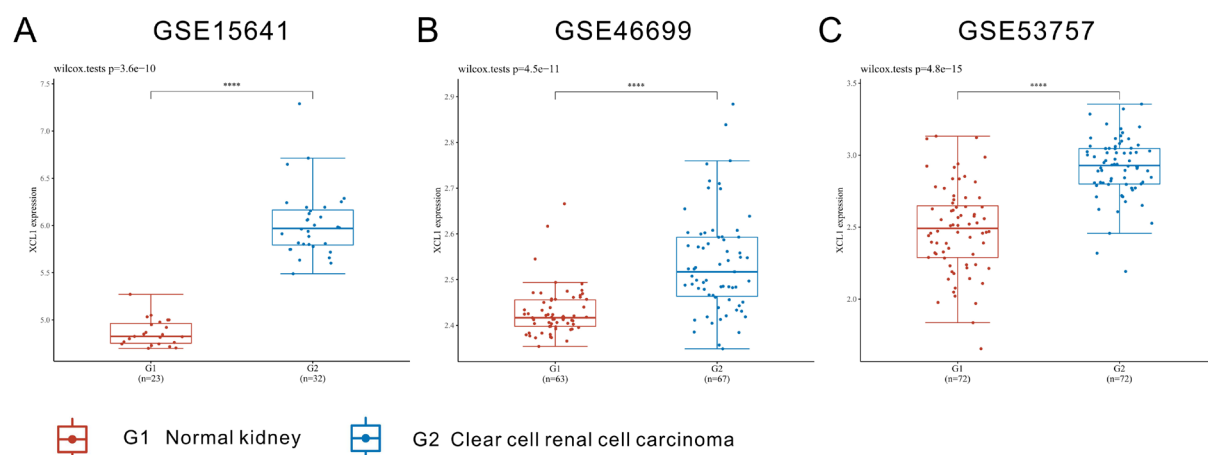 A GSE15641
wilcox.tests p=3.6e−10
****
7.5
7.0
6.5
6.0
5.5
5.0
XCL1 expression
G1 G2
(n=23) (n=32)
B GSE46699
wilcox.tests p=4.5e−11
****
2.9
2.8
2.7
2.6
2.5
2.4
XCL1 expression
G1 G2
(n=63) (n=67)
C GSE53757
wilcox.tests p=4.8e−15
****
3.5
3.0
2.5
2.0
XCL1 expression
G1 G2
(n=72) (n=72)
G1 Normal kidney G2 Clear cell renal cell carcinoma